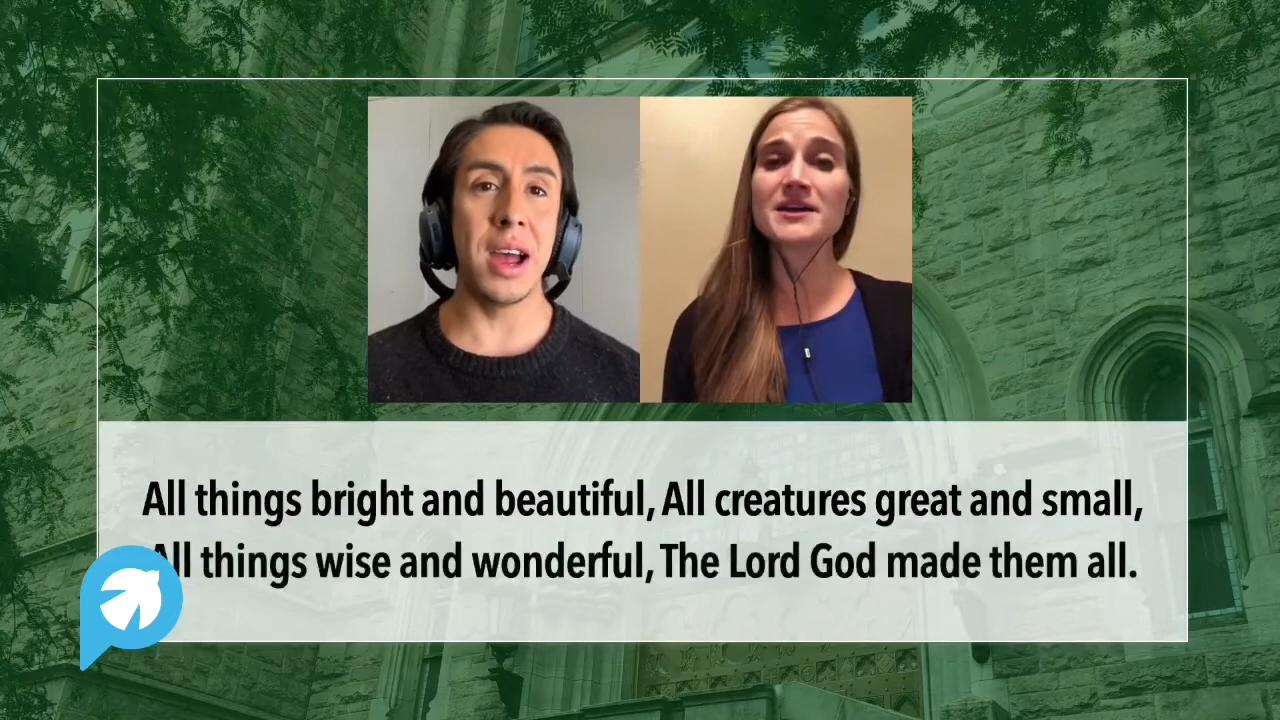 All things bright and beautiful, All creatures great and small,
All things wise and wonderful, The Lord God made them all.